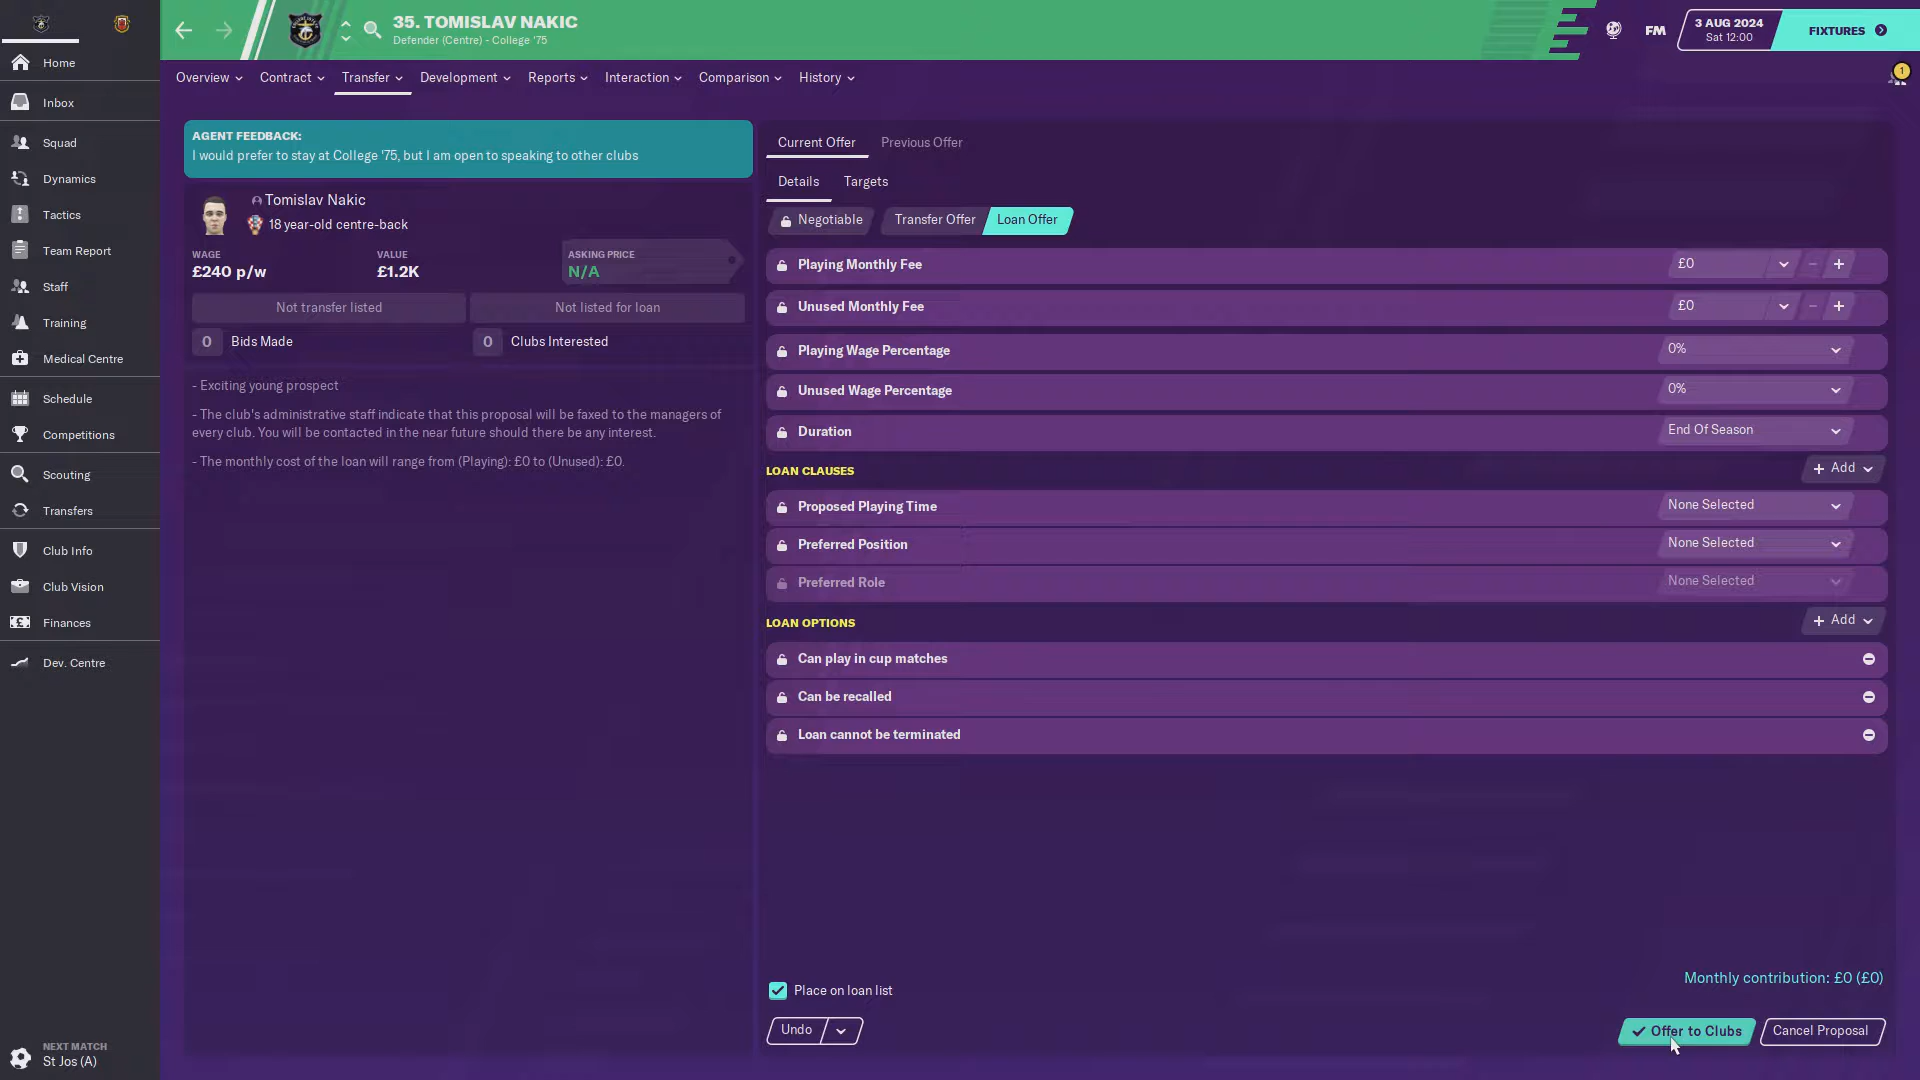 35. TOMISLAV NAKIC
Defender (Centre) - College '75
FM
3 AUG 2024
Sat 12:00
FIXTURES
1
Home
Inbox
Squad
Dynamics
Tactics
Team Report
Staff
Training
Medical Centre
Schedule
Competitions
Scouting
Transfers
Club Info
Club Vision
Finances
Dev. Centre
NEXT MATCH
St Jos (A)
Overview Contract Transfer Development Reports Interaction Comparison History
AGENT FEEDBACK:
I would prefer to stay at College '75, but I am open to speaking to other clubs
Tomislav Nakic
18 year-old centre-back
WAGE VALUE ASKING PRICE
£240 p/w £1.2K N/A
Not transfer listed Not listed for loan
0 Bids Made 0 Clubs Interested
- Exciting young prospect
- The club's administrative staff indicate that this proposal will be faxed to the managers of
every club. You will be contacted in the near future should there be any interest.
- The monthly cost of the loan will range from (Playing): £0 to (Unused): £0.
Current Offer Previous Offer
Details Targets
Negotiable Transfer Offer Loan Offer
Playing Monthly Fee £0
Unused Monthly Fee £0
Playing Wage Percentage 0%
Unused Wage Percentage 0%
Duration End Of Season
LOAN CLAUSES + Add
Proposed Playing Time None Selected
Preferred Position None Selected
Preferred Role None Selected
LOAN OPTIONS + Add
Can play in cup matches
Can be recalled
Loan cannot be terminated
Monthly contribution: £0 (£0)
Place on loan list
Undo Offer to Clubs Cancel Proposal